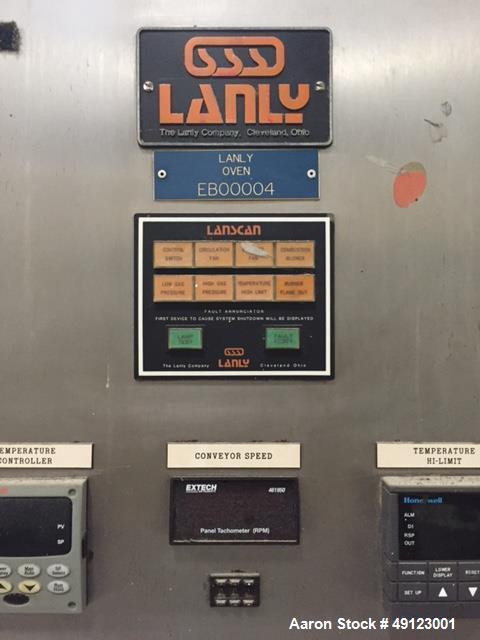 LANLY
The Lanly Company, Cleveland, Ohio
LANLY
OVEN
EB00004
LANSCAN
CONTROL SWITCH
CIRCULATION FAN
FAN
COMBUSTION BLOWER
LOW GAS PRESSURE
HIGH GAS PRESSURE
TEMPERATURE HIGH LIMIT
BURNER FLAME OUT
FAULT ANNUNCIATOR
FIRST DEVICE TO CAUSE SYSTEM SHUTDOWN WILL BE DISPLAYED
LAMP TEST
FAULT RESET
The Lanly Company LANLY Cleveland Ohio
TEMPERATURE
CONTROLLER
CONVEYOR SPEED
TEMPERATURE
HI-LIMIT
PV
SP
EXTECH 461950
Panel Tachometer (RPM)
Honeywell
ALM
DI
RSP
OUT
FUNCTION
LOWER DISPLAY
RESET
SET UP
Aaron Stock # 49123001